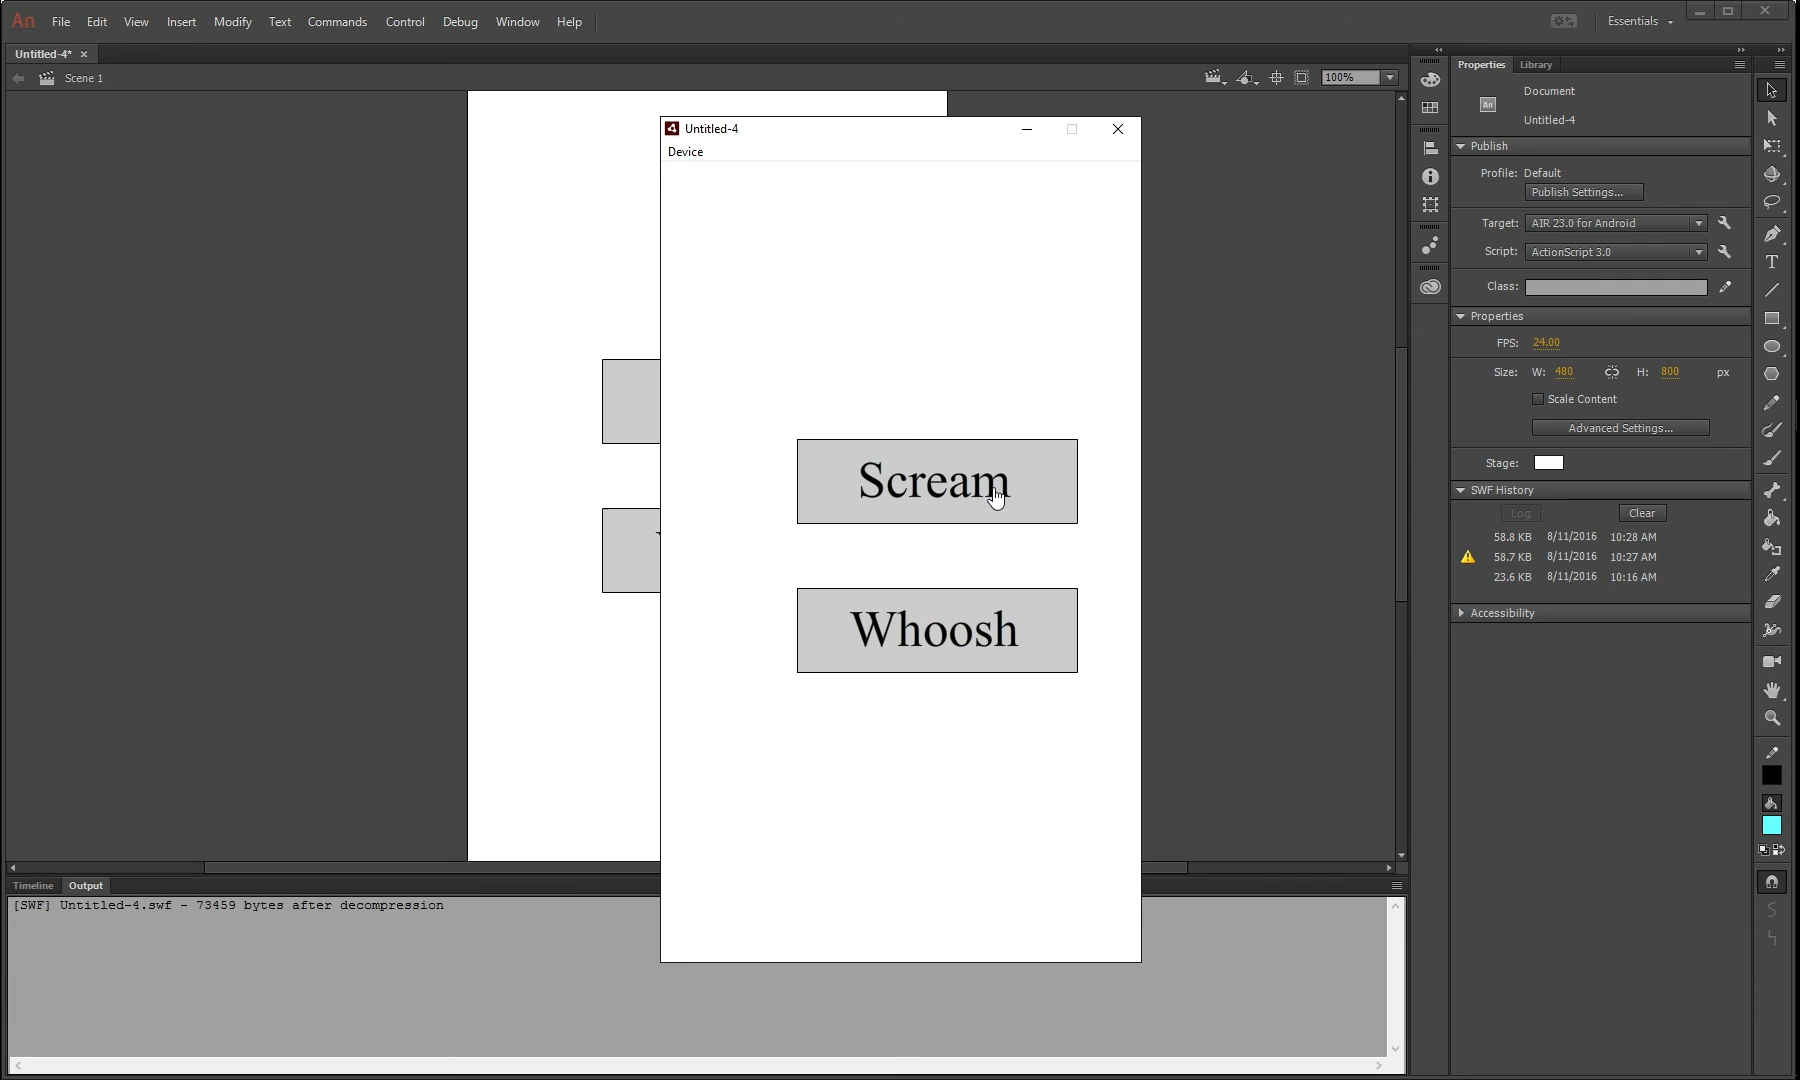 An File Edit View Insert Modify Text Commands Control Debug Window Help Essentials
Untitled-4*
Scene 1
100%
Untitled-4
Device
Scream
Whoosh
Timeline Output
[SWF] Untitled-4.swf - 73459 bytes after decompression
Properties Library
An
Document
Untitled-4
Publish
Profile: Default
Publish Settings...
Target: AIR 23.0 for Android
Script: ActionScript 3.0
Class:
Properties
FPS: 24.00
Size: W: 480 H: 800 px
Scale Content
Advanced Settings...
Stage:
SWF History
Log Clear
58.8 KB 8/11/2016 10:28 AM
58.7 KB 8/11/2016 10:27 AM
23.6 KB 8/11/2016 10:16 AM
Accessibility